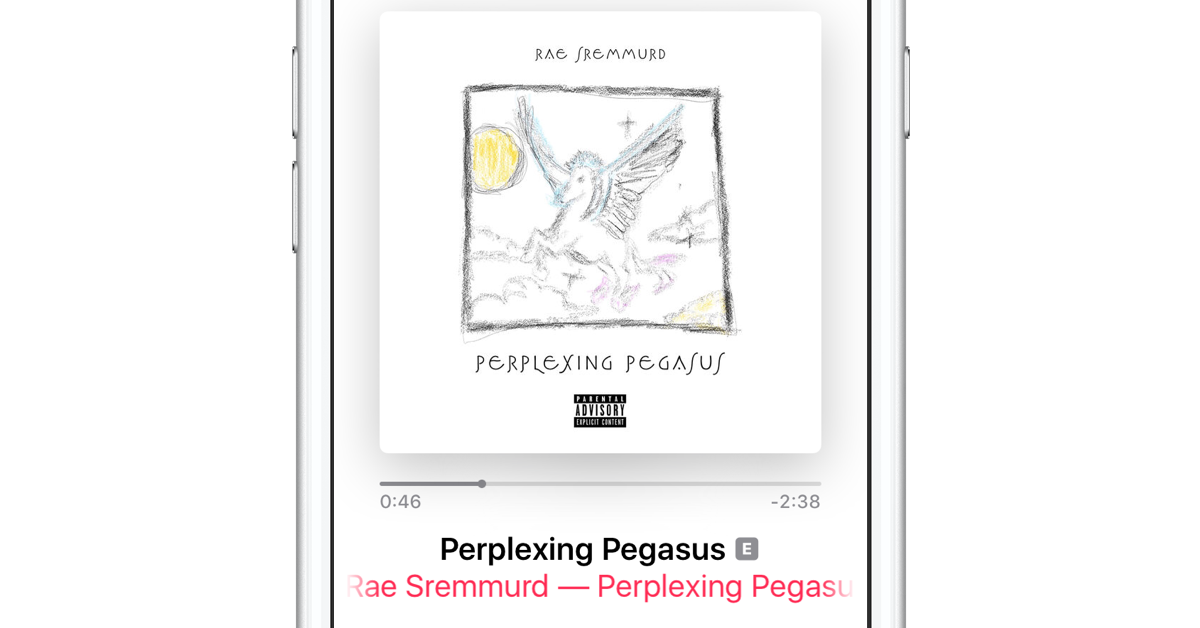 RAE SREMMURD
PERPLEXING PEGASUS
PARENTAL
ADVISORY
EXPLICIT CONTENT
0:46 -2:38
Perplexing Pegasus E
Rae Sremmurd — Perplexing Pegasu